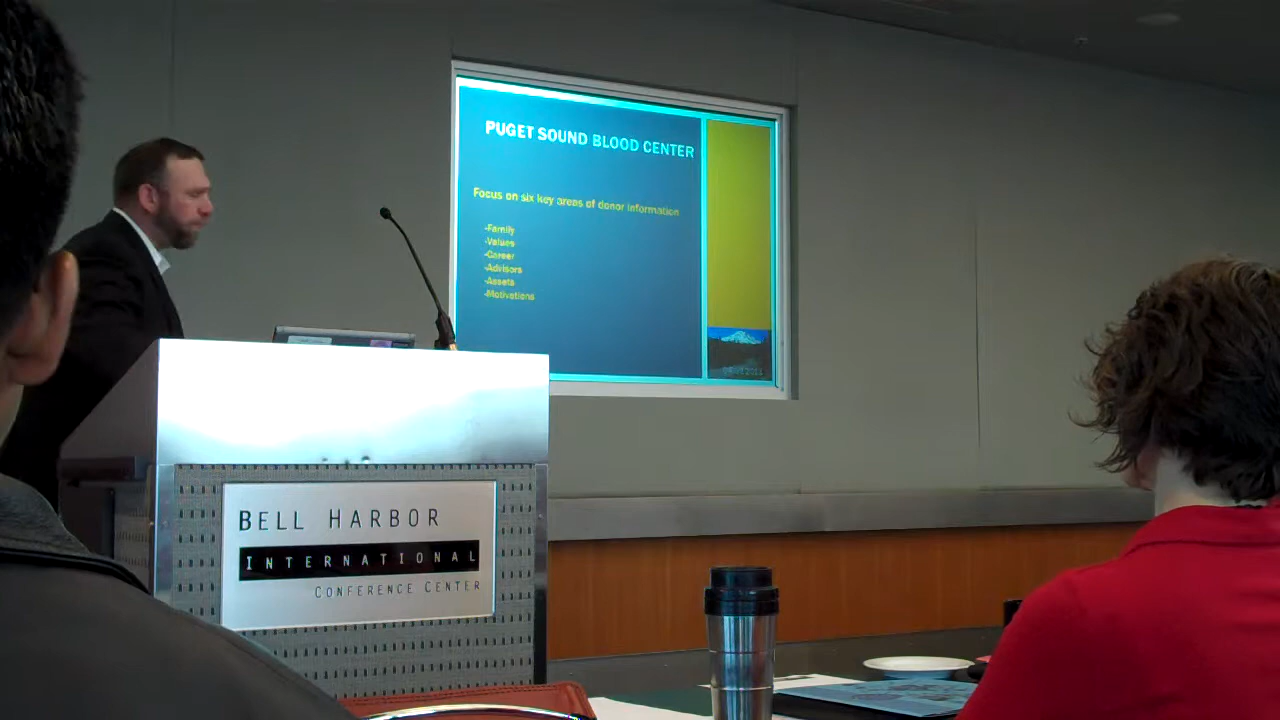 PUGET SOUND BLOOD CENTER
Focus on six key areas of donor information
-Family
-Values
-Career
-Advisors
-Assets
-Motivations
BELL HARBOR
INTERNATIONAL
CONFERENCE CENTER